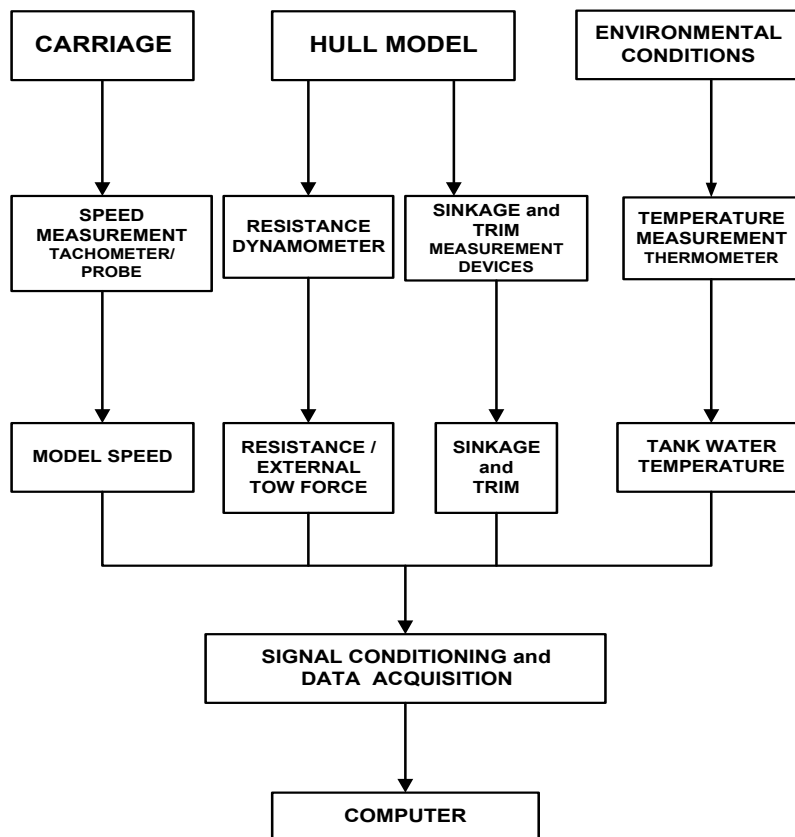 CARRIAGE
HULL MODEL
ENVIRONMENTAL
CONDITIONS
SPEED
MEASUREMENT
TACHOMETER/
PROBE
RESISTANCE
DYNAMOMETER
SINKAGE and
TRIM
MEASUREMENT
DEVICES
TEMPERATURE
MEASUREMENT
THERMOMETER
MODEL SPEED
RESISTANCE /
EXTERNAL
TOW FORCE
SINKAGE
and
TRIM
TANK WATER
TEMPERATURE
SIGNAL CONDITIONING and
DATA ACQUISITION
COMPUTER